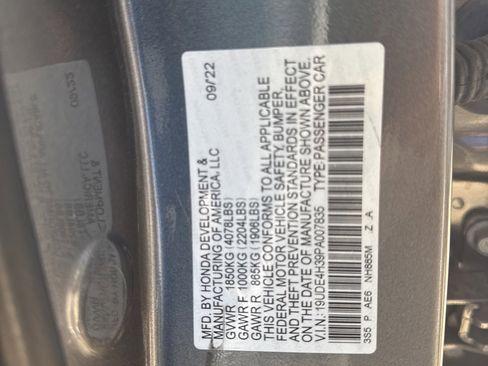 MFD. BY HONDA DEVELOPMENT & 09/22
MANUFACTURING OF AMERICA, LLC
GVWR 1850KG (4078LBS)
GAWR F 1000KG (2204LBS)
GAWR R 865KG (1906LBS)
THIS VEHICLE CONFORMS TO ALL APPLICABLE
FEDERAL MOTOR VEHICLE SAFETY, BUMPER,
AND THEFT PREVENTION STANDARDS IN EFFECT
ON THE DATE OF MANUFACTURE SHOWN ABOVE.
V.I.N.: 19UDE4H39PA007835 TYPE:PASSENGER CAR
3S5 P AE6 NH885M Z A